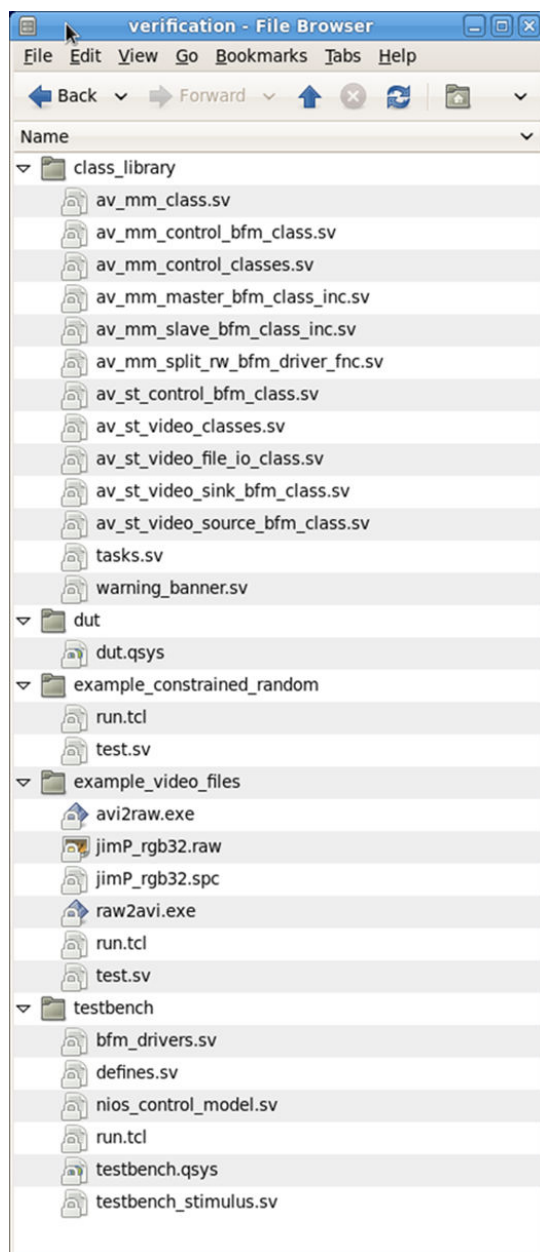 verification - File Browser
File Edit View Go Bookmarks Tabs Help
Back Forward
Name
class_library
av_mm_class.sv
av_mm_control_bfm_class.sv
av_mm_control_classes.sv
av_mm_master_bfm_class_inc.sv
av_mm_slave_bfm_class_inc.sv
av_mm_split_rw_bfm_driver_fnc.sv
av_st_control_bfm_class.sv
av_st_video_classes.sv
av_st_video_file_io_class.sv
av_st_video_sink_bfm_class.sv
av_st_video_source_bfm_class.sv
tasks.sv
warning_banner.sv
dut
dut.qsys
example_constrained_random
run.tcl
test.sv
example_video_files
avi2raw.exe
jimP_rgb32.raw
jimP_rgb32.spc
raw2avi.exe
run.tcl
test.sv
testbench
bfm_drivers.sv
defines.sv
nios_control_model.sv
run.tcl
testbench.qsys
testbench_stimulus.sv